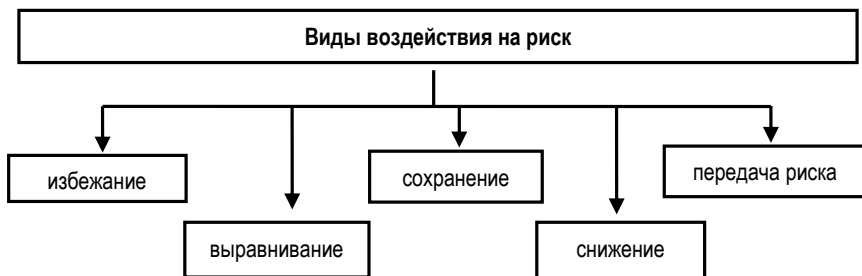 Виды воздействия на риск
избежание
сохранение
передача риска
выравнивание
снижение